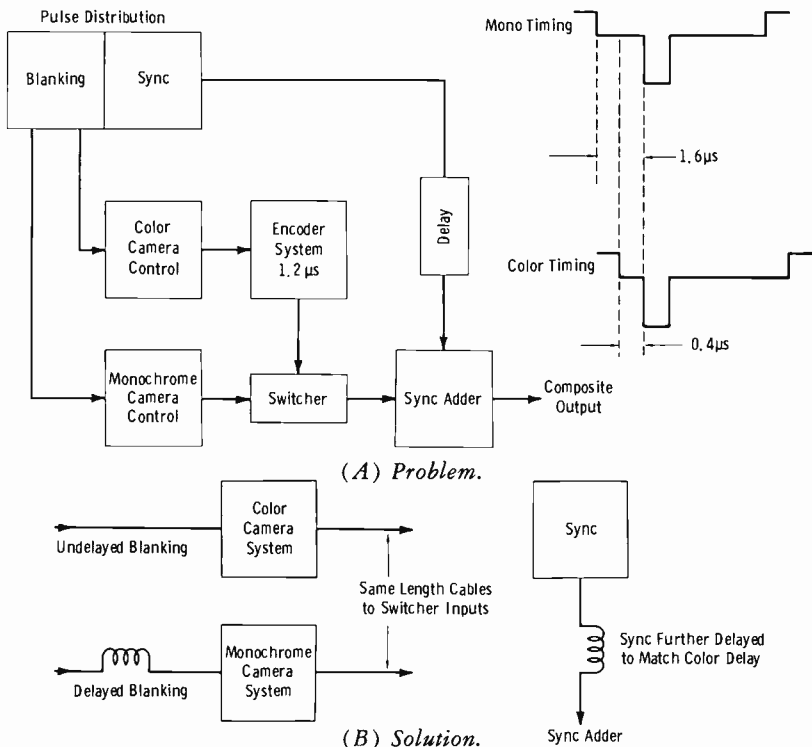 Pulse Distribution
Blanking
Sync
Mono Timing
1.6μs
Delay
Color
Camera
Control
Encoder
System
1.2 μs
Color Timing
0.4μs
Monochrome
Camera
Control
Switcher
Sync Adder
Composite
Output
(A) Problem.
Undelayed Blanking
Color
Camera
System
Same Length Cables
to Switcher Inputs
Delayed Blanking
Monochrome
Camera
System
Sync
Sync Further Delayed
to Match Color Delay
Sync Adder
(B) Solution.